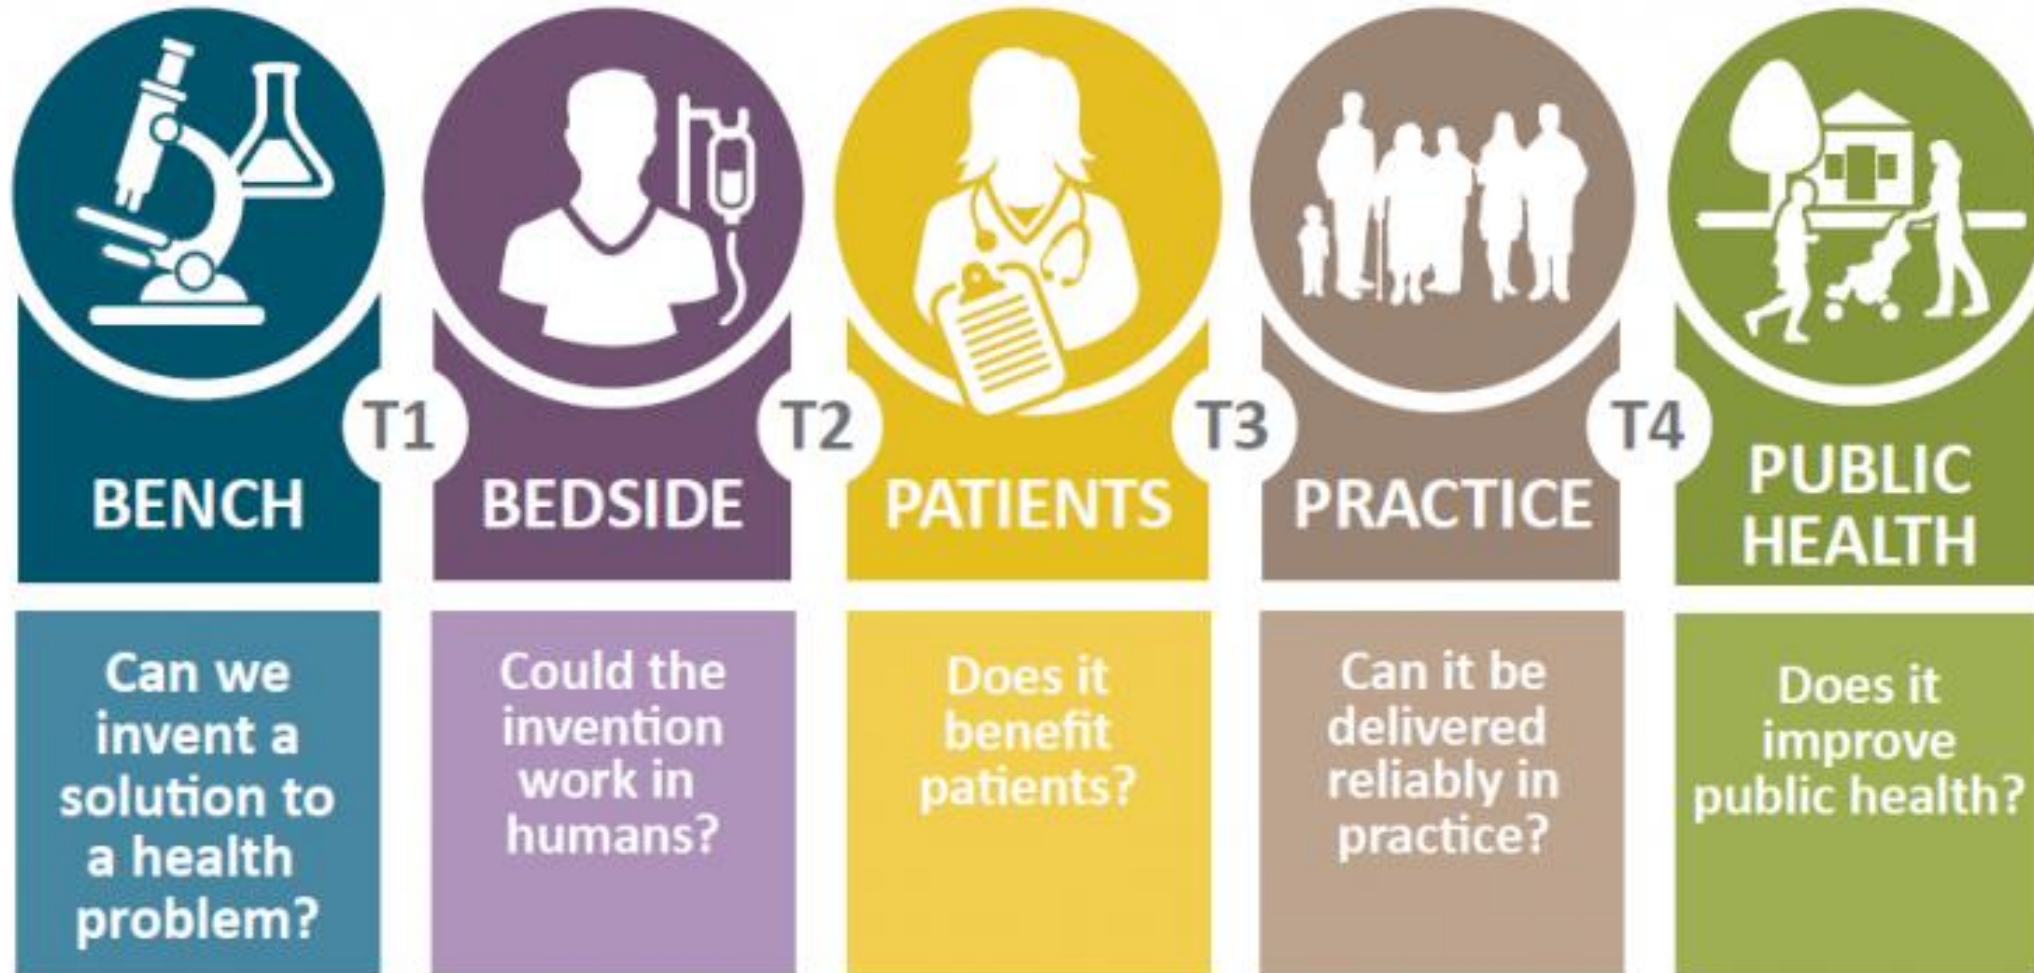 BENCH
T1
BEDSIDE
T2
PATIENTS
T3
PRACTICE
T4
PUBLIC
HEALTH
Can we
invent a
solution to
a health
problem?
Could the
invention
work in
humans?
Does it
benefit
patients?
Can it be
delivered
reliably in
practice?
Does it
improve
public health?